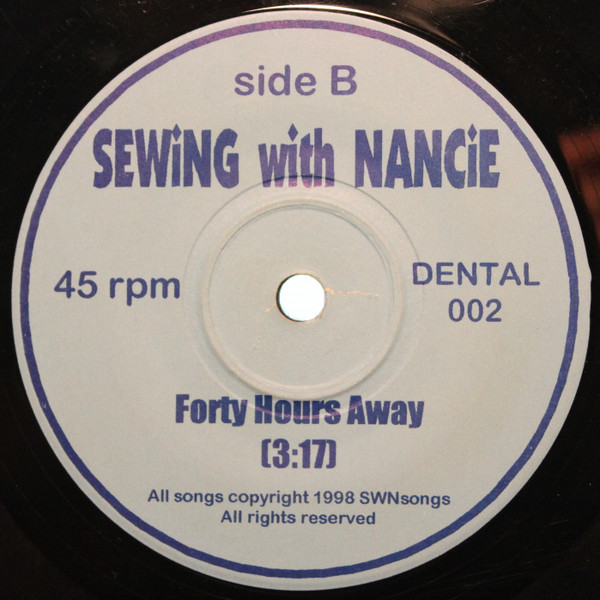 side B
SEWiNG with NANCiE
45 rpm
DENTAL
002
Forty Hours Away
(3:17)
All songs copyright 1998 SWNsongs
All rights reserved